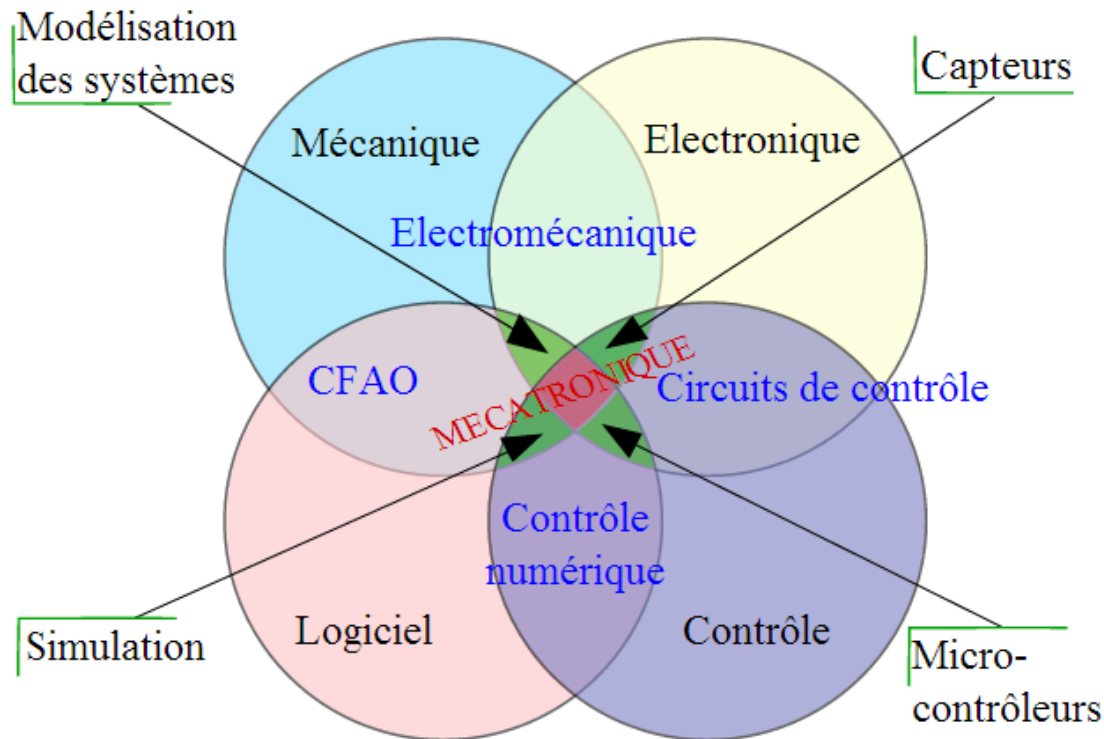 Modélisation
des systèmes
Capteurs
Mécanique
Electronique
Electromécanique
CFAO
MECATRONIQUE
Circuits de contrôle
Contrôle
numérique
Simulation
Logiciel
Contrôle
Micro-
contrôleurs